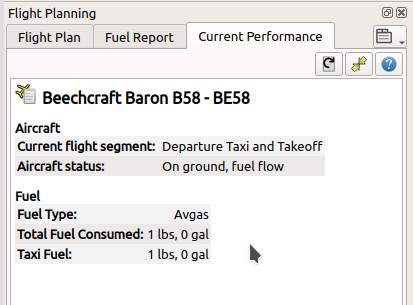 Flight Planning
Flight Plan
Fuel Report
Current Performance
Beechcraft Baron B58 - BE58
Aircraft
Current flight segment: Departure Taxi and Takeoff
Aircraft status: On ground, fuel flow
Fuel
Fuel Type: Avgas
Total Fuel Consumed: 1 lbs, 0 gal
Taxi Fuel: 1 lbs, 0 gal